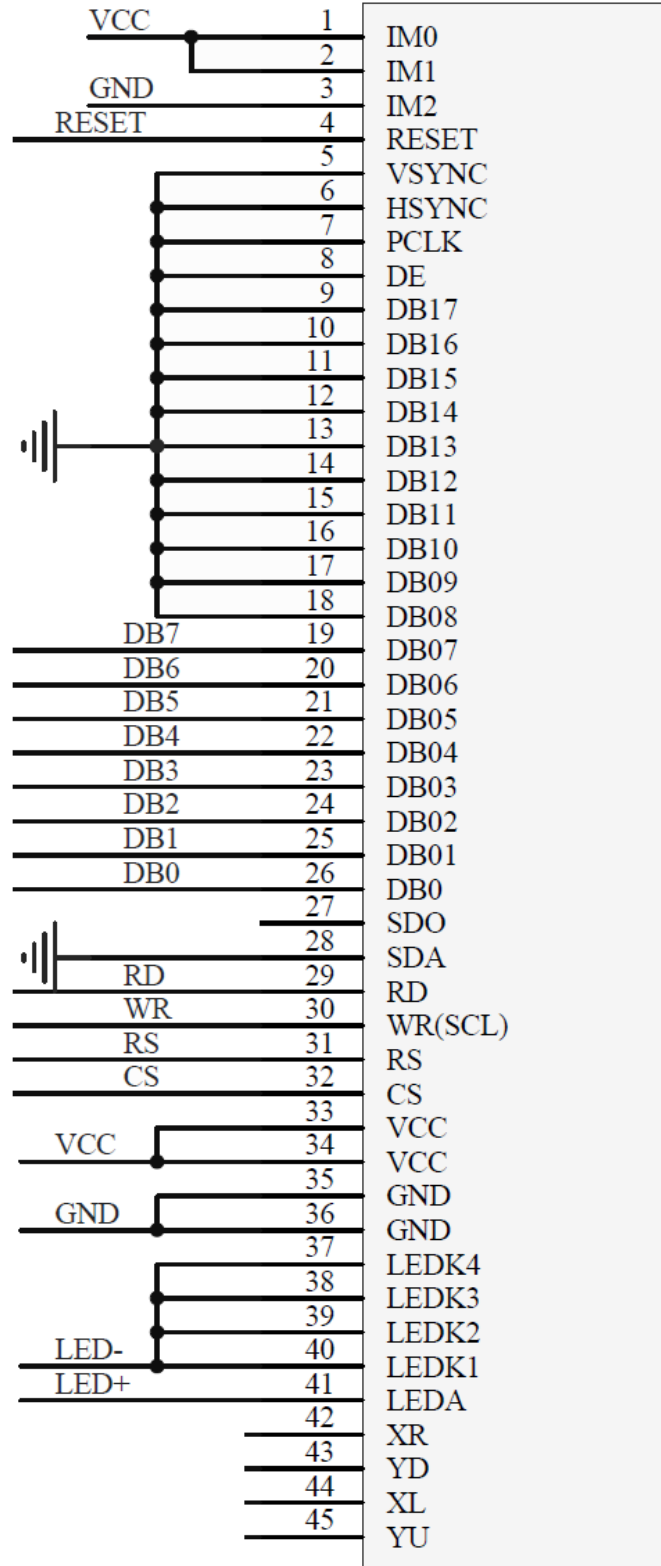 VCC 1 IM0
2 IM1
GND 3 IM2
RESET 4 RESET
5 VSYNC
6 HSYNC
7 PCLK
8 DE
9 DB17
10 DB16
11 DB15
12 DB14
13 DB13
14 DB12
15 DB11
16 DB10
17 DB09
18 DB08
DB7 19 DB07
DB6 20 DB06
DB5 21 DB05
DB4 22 DB04
DB3 23 DB03
DB2 24 DB02
DB1 25 DB01
DB0 26 DB0
27 SDO
28 SDA
RD 29 RD
WR 30 WR(SCL)
RS 31 RS
CS 32 CS
33 VCC
VCC 34 VCC
35 GND
GND 36 GND
37 LEDK4
38 LEDK3
39 LEDK2
LED- 40 LEDK1
LED+ 41 LEDA
42 XR
43 YD
44 XL
45 YU